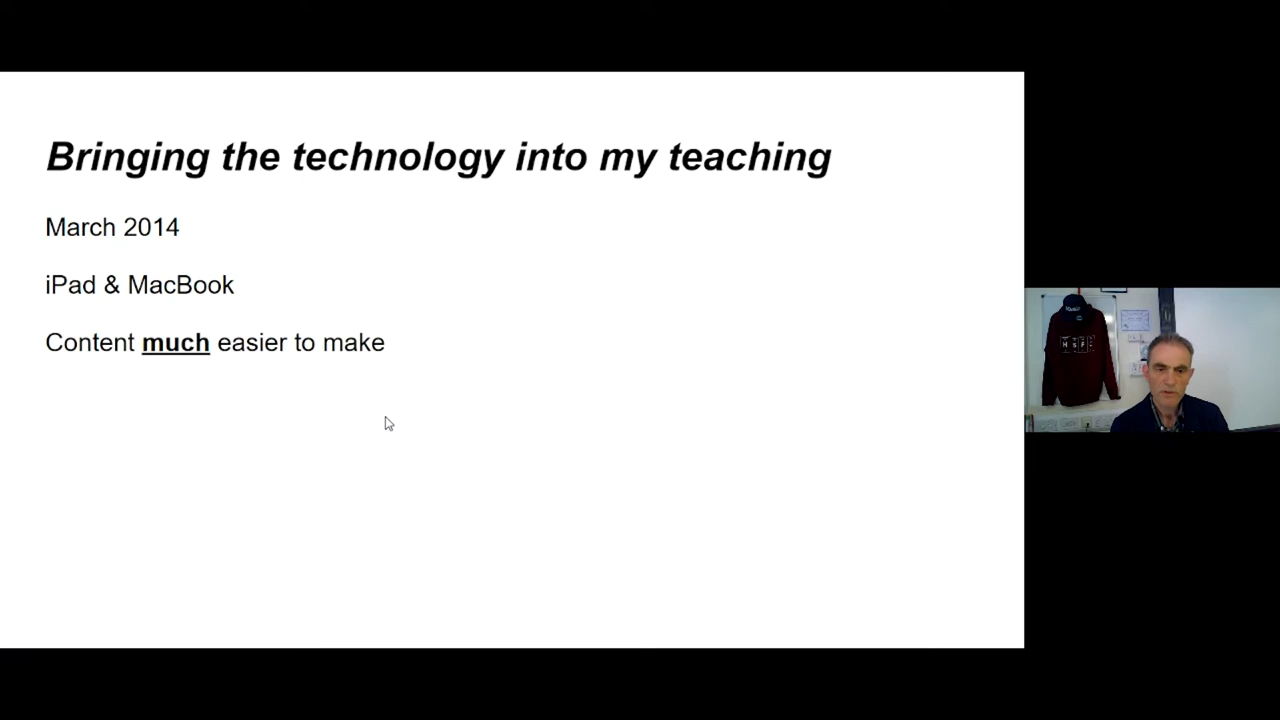 Bringing the technology into my teaching
March 2014
iPad & MacBook
Content much easier to make